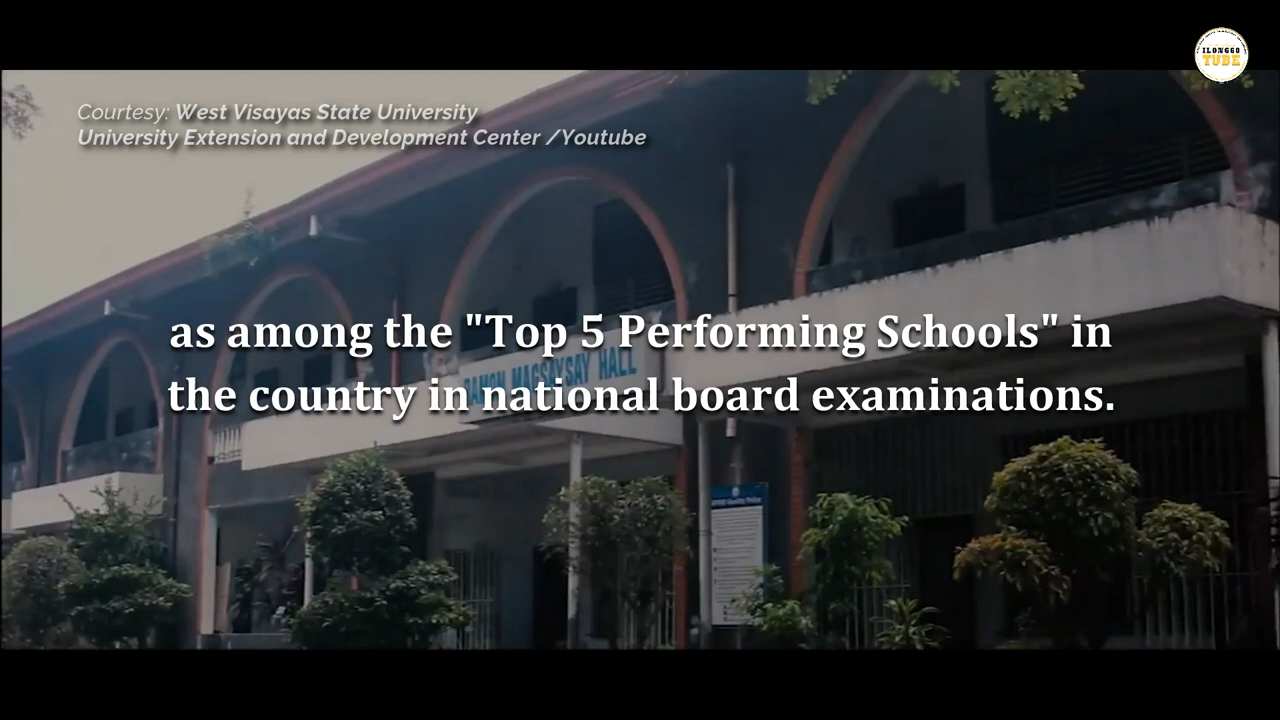 ILONGGO
TUBE
Courtesy: West Visayas State University
University Extension and Development Center /Youtube
as among the "Top 5 Performing Schools" in
RAMON MAGSAYSAY HALL
the country in national board examinations.